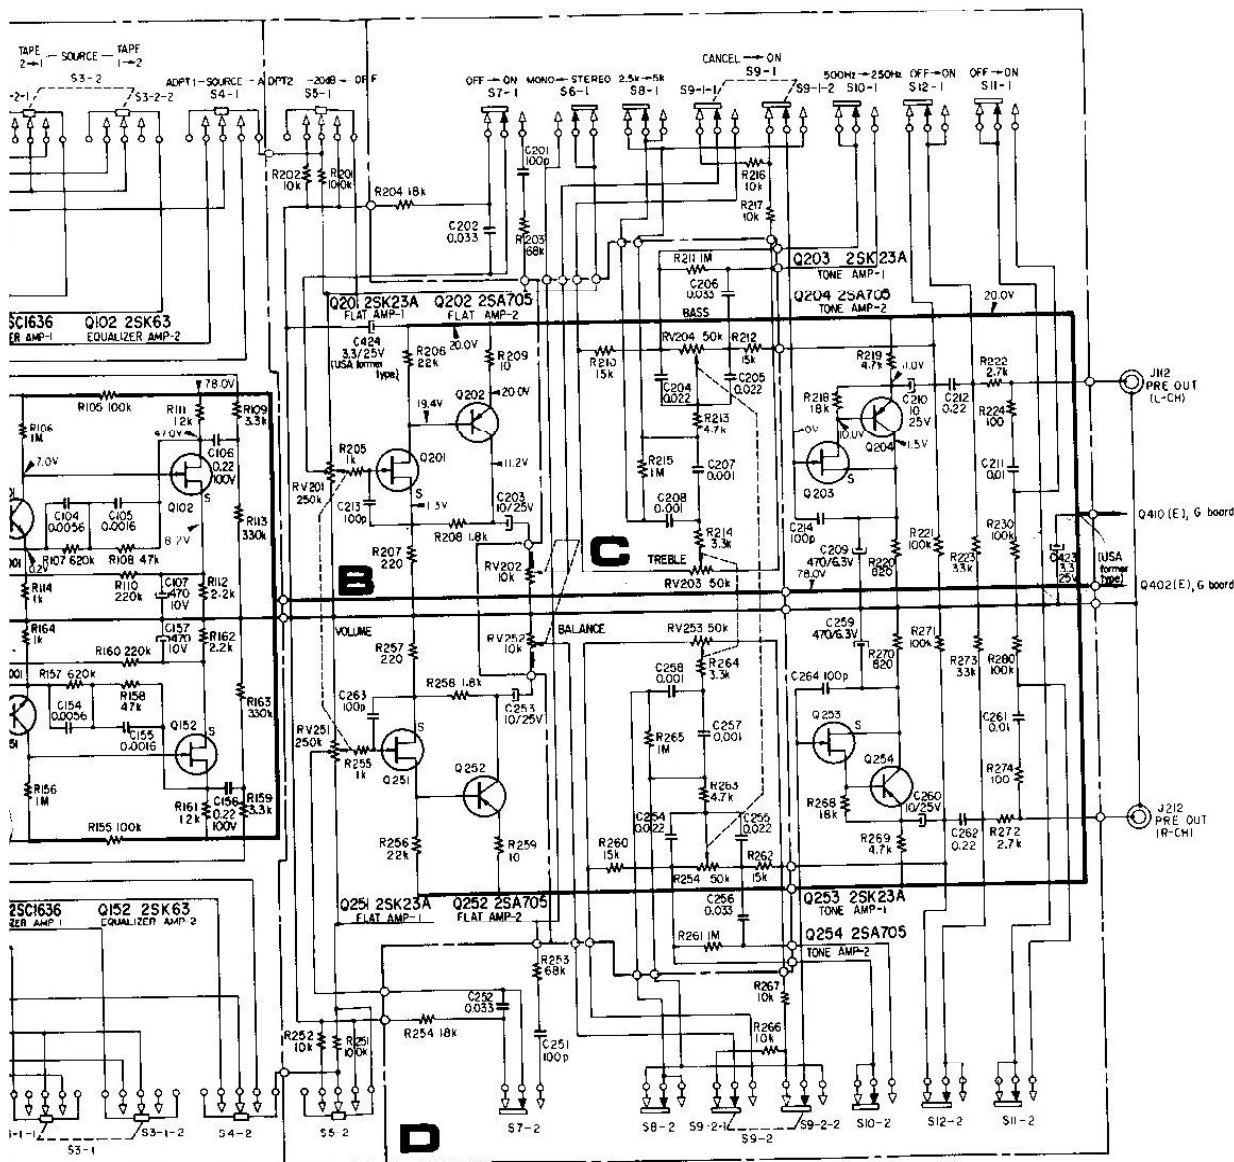 TAPE
2→1
SOURCE
TAPE
1→2
S3-2
-2-1
S3-2-2
ADPT1-SOURCE-ADPT2
S4-1
-20dB → OFF
S5-1
OFF → ON
S7-1
MONO → STEREO
S6-1
2.5k → 5k
S8-1
CANCEL → ON
S9-1
S9-1-1
S9-1-2
500Hz → 250Hz
S10-1
OFF → ON
S12-1
OFF → ON
S11-1
R202
10k
R201
100k
C201
100p
R204 18k
C202
0.033
R203
68k
R216
10k
R217
10k
R211 1M
C206
0.033
Q203 2SK23A
TONE AMP-1
Q204 2SA705
TONE AMP-2
20.0V
SC1636
ER AMP-1
Q102 2SK63
EQUALIZER AMP-2
Q201 2SK23A
FLAT AMP-1
Q202 2SA705
FLAT AMP-2
BASS
C424
3.3/25V
(USA former
type)
20.0V
R206
22k
R209
10
R210
15k
RV204 50k
R212
15k
C204
0.022
C205
0.022
R219
4.7k
R222
2.7k
J112
PRE OUT
(L-CH)
78.0V
R105 100k
R111
12k
R109
3.3k
R106
1M
47.0V
C106
0.22
100V
7.0V
19.4V
Q202
20.0V
R213
4.7k
R218
18k
C210
10
25V
C212
0.22
R224
100
10.0V
Q204
1.5V
R205
1k
Q201
11.2V
R215
1M
C207
0.001
Q203
C211
0.01
RV201
250k
S
Q102
S
C104
0.0056
C105
0.0016
8.2V
R113
330k
C213
100p
1.3V
C203
10/25V
C208
0.001
R208 1.8k
R214
3.3k
C214
100p
C209
470/6.3V
R220
820
R221
100k
R223
33k
R230
100k
C423
3.3
25V
(USA
former
type)
Q410 (E), G board
R107 620k
R108 47k
0.2V
R207
220
C
TREBLE
RV203 50k
78.0V
R114
1k
R110
220k
C107
470
10V
R112
2.2k
B
RV202
10k
Q402(E), G board
R164
1k
C157
470
10V
R162
2.2k
VOLUME
RV252
10k
BALANCE
RV253 50k
C259
470/6.3V
R160 220k
R157 620k
R158
47k
C154
0.0056
C155
0.0016
R163
330k
R257
220
R258 1.8k
C253
10/25V
C263
100p
C258
0.001
R264
3.3k
C264 100p
R270
820
R271
100k
R273
33k
R280
100k
Q152
S
S
RV251
250k
R255
1k
Q251
R265
1M
C257
0.001
Q253
Q254
C261
0.01
R274
100
R156
1M
R161
12k
C156
0.22
100V
R159
3.3k
Q252
R263
4.7k
R268
18k
C260
10/25V
J212
PRE OUT
(R-CH)
R155 100k
R256
22k
R259
10
R260
15k
C254
0.022
C255
0.022
R254 50k
R262
15k
R269
4.7k
C262
0.22
R272
2.7k
2SC1636
ZER AMP 1
Q152 2SK63
EQUALIZER AMP-2
Q251 2SK23A
FLAT AMP-1
Q252 2SA705
FLAT AMP-2
C256
0.033
Q253 2SK23A
TONE AMP-1
R261 1M
Q254 2SA705
TONE AMP-2
R253
68k
R267
10k
C252
0.033
R252
10k
R251
100k
R254 18k
C251
100p
R266
10k
S3-1-2
S3-1
S4-2
S5-2
D
S7-2
S8-2
S9-2-1
S9-2
S9-2-2
S10-2
S12-2
S11-2